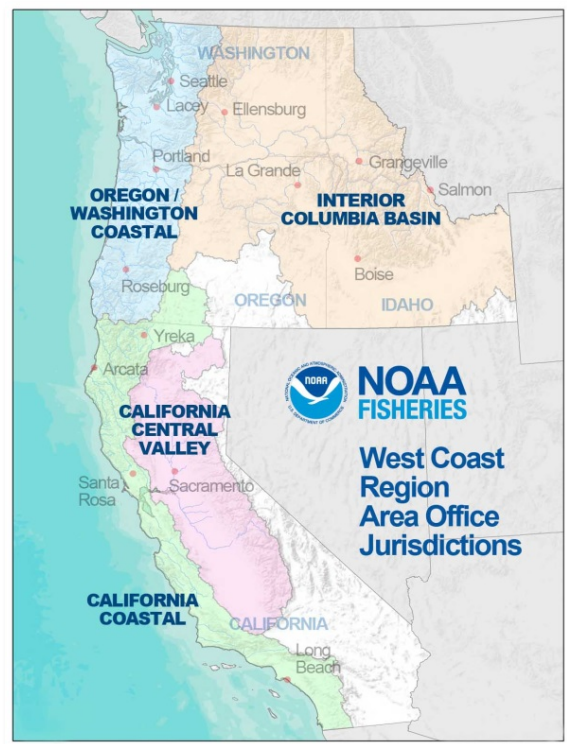 WASHINGTON
Seattle
Lacey
Ellensburg
Portland
La Grande
Grangeville
Salmon
OREGON /
WASHINGTON
COASTAL
INTERIOR
COLUMBIA BASIN
Boise
Roseburg
OREGON
IDAHO
Yreka
Arcata
NOAA
NOAA
FISHERIES
CALIFORNIA
CENTRAL
VALLEY
West Coast
Region
Area Office
Jurisdictions
Santa
Rosa
Sacramento
CALIFORNIA
COASTAL
CALIFORNIA
Long
Beach